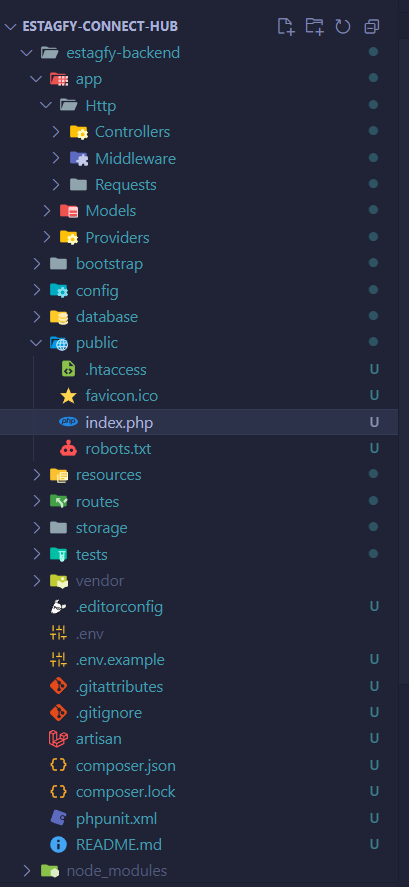 ESTAGFY-CONNECT-HUB
estagfy-backend
app
Http
Controllers
Middleware
Requests
Models
Providers
bootstrap
config
database
public
.htaccess U
favicon.ico U
php index.php U
robots.txt U
resources
routes
storage
tests
vendor
.editorconfig U
.env
.env.example U
.gitattributes U
.gitignore U
artisan U
composer.json U
composer.lock U
phpunit.xml U
README.md U
node_modules